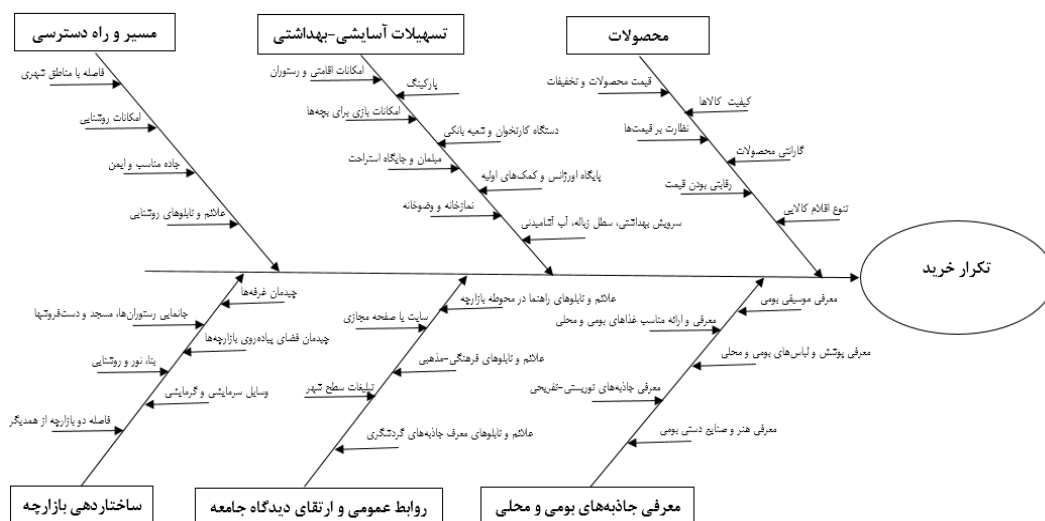 محصولات
تسهیلات آسایشی-بهداشتی
مسیر و راه دسترسی
قیمت محصولات و تخفیفات
کیفیت کالاها
نظارت بر قیمت‌ها
گارانتی محصولات
رقابتی بودن قیمت
تنوع اقلام کالایی
امکانات اقامتی و رستوران
پارکینگ
امکانات بازی برای بچه‌ها
دستگاه کارتخوان و شعبه بانکی
مبلمان و جایگاه استراحت
پایگاه اورژانس و کمک‌های اولیه
نمازخانه و وضوخانه
سرویش بهداشتی، سطل زباله، آب آشامیدنی
فاصله با مناطق شهری
امکانات روشنایی
جاده مناسب و ایمن
علائم و تابلوهای روشنایی
تکرار خرید
معرفی موسیقی بومی
معرفی و ارائه مناسب غذاهای بومی و محلی
معرفی پوشش و لباس‌های بومی و محلی
معرفی جاذبه‌های توریستی-تفریحی
معرفی هنر و صنایع دستی بومی
علائم و تابلوهای راهنما در محوطه بازارچه
سایت یا صفحه مجازی
علائم و تابلوهای فرهنگی-مذهبی
تبلیغات سطح شهر
علائم و تابلوهای معرف جاذبه‌های گردشگری
چیدمان غرفه‌ها
جانمایی رستوران‌ها، مسجد و دست‌فروشها
چیدمان فضای پیاده‌روی بازارچه‌ها
بنا، نور و روشنایی
وسایل سرمایشی و گرمایشی
فاصله دو بازارچه از همدیگر
معرفی جاذبه‌های بومی و محلی
روابط عمومی و ارتقای دیدگاه جامعه
ساختاردهی بازارچه